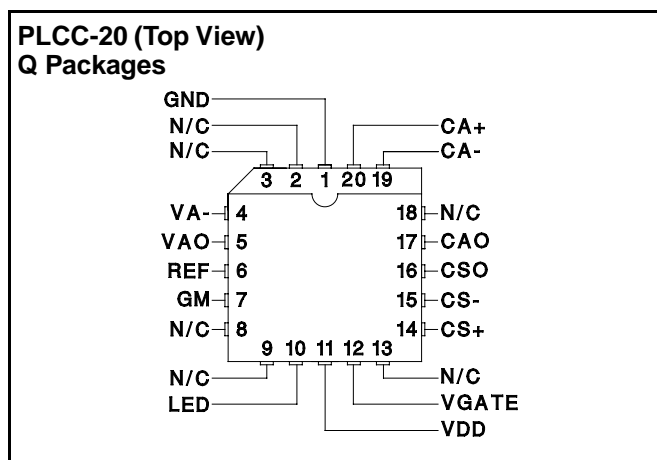 PLCC-20 (Top View)
Q Packages
GND
N/C
N/C
CA+
CA-
3 2 1 20 19
VA- 4 18 N/C
VAO 5 17 CAO
REF 6 16 CSO
GM 7 15 CS-
N/C 8 14 CS+
9 10 11 12 13
N/C N/C
LED VGATE
VDD